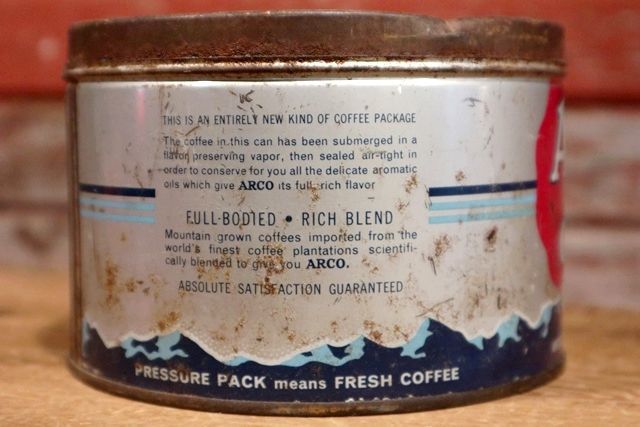 THIS IS AN ENTIRELY NEW KIND OF COFFEE PACKAGE
The coffee in this can has been submerged in a
flavor preserving vapor, then sealed air-tight in
order to conserve for you all the delicate aromatic
oils which give ARCO its full, rich flavor
FULL-BODIED • RICH BLEND
Mountain grown coffees imported from the
world's finest coffee plantations scientifi-
cally blended to give you ARCO.
ABSOLUTE SATISFACTION GUARANTEED
PRESSURE PACK means FRESH COFFEE